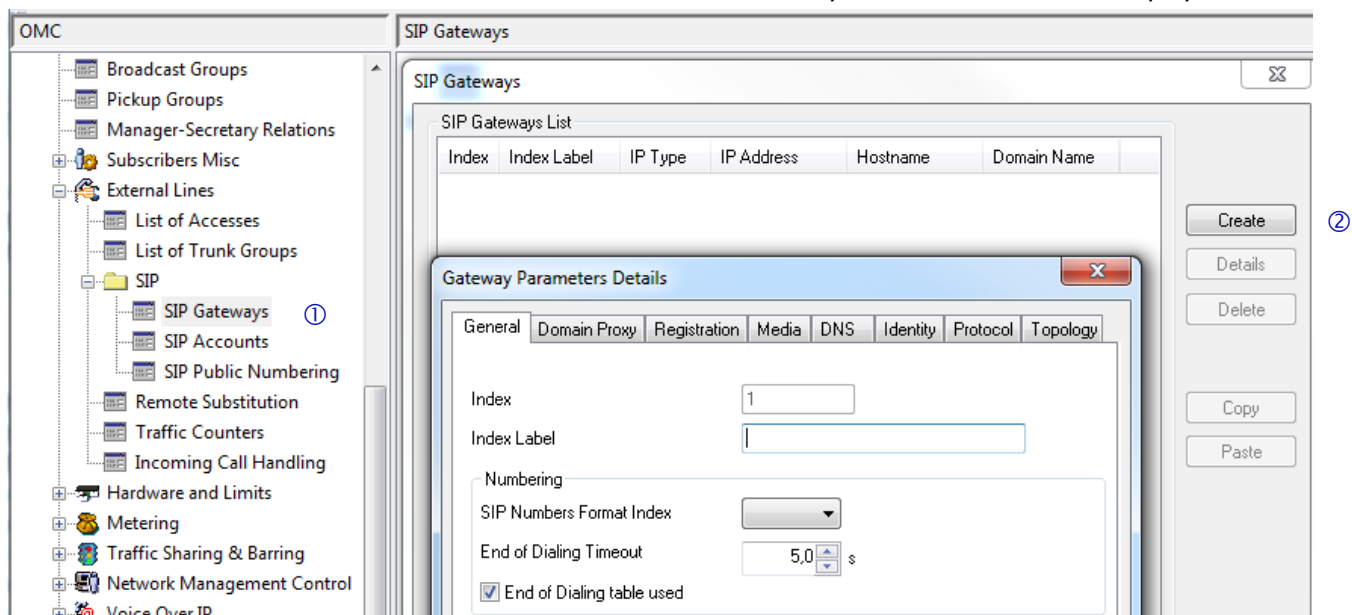 OMC
SIP Gateways
Broadcast Groups
Pickup Groups
Manager-Secretary Relations
Subscribers Misc
External Lines
List of Accesses
List of Trunk Groups
SIP
SIP Gateways ①
SIP Accounts
SIP Public Numbering
Remote Substitution
Traffic Counters
Incoming Call Handling
Hardware and Limits
Metering
Traffic Sharing & Barring
Network Management Control
Voice Over IP
SIP Gateways
SIP Gateways List
Index Index Label IP Type IP Address Hostname Domain Name
Create ②
Details
Delete
Copy
Paste
Gateway Parameters Details
General Domain Proxy Registration Media DNS Identity Protocol Topology
Index 1
Index Label
Numbering
SIP Numbers Format Index
End of Dialing Timeout 5,0 s
End of Dialing table used